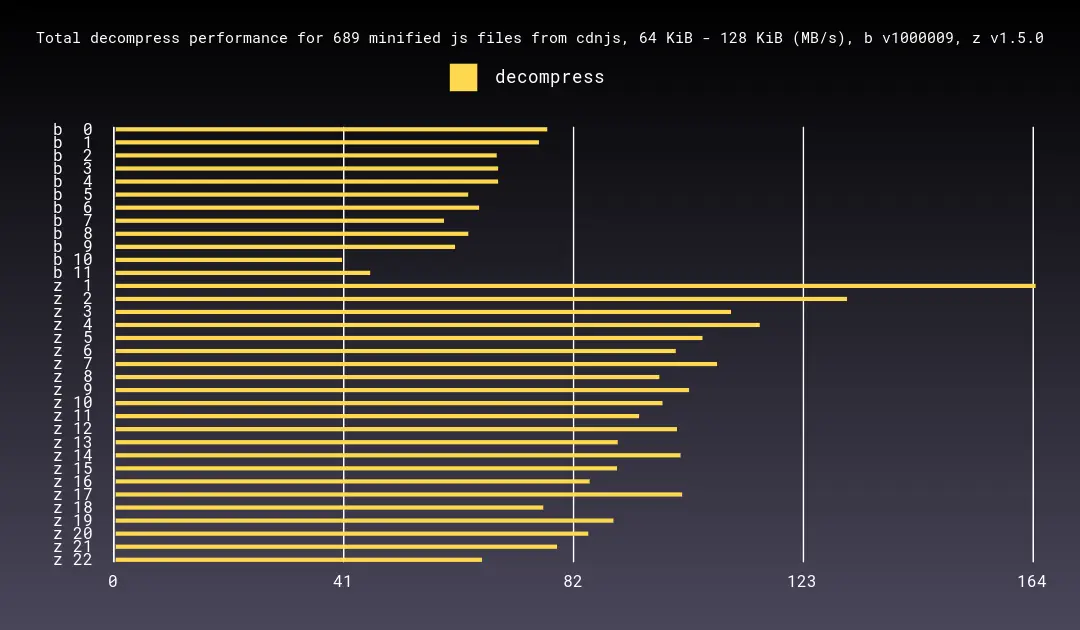 Total decompress performance for 689 minified js files from cdnjs, 64 KiB - 128 KiB (MB/s), b v1000009, z v1.5.0
decompress
b 0
b 1
b 2
b 3
b 4
b 5
b 6
b 7
b 8
b 9
b 10
b 11
z 1
z 2
z 3
z 4
z 5
z 6
z 7
z 8
z 9
z 10
z 11
z 12
z 13
z 14
z 15
z 16
z 17
z 18
z 19
z 20
z 21
z 22
0 41 82 123 164